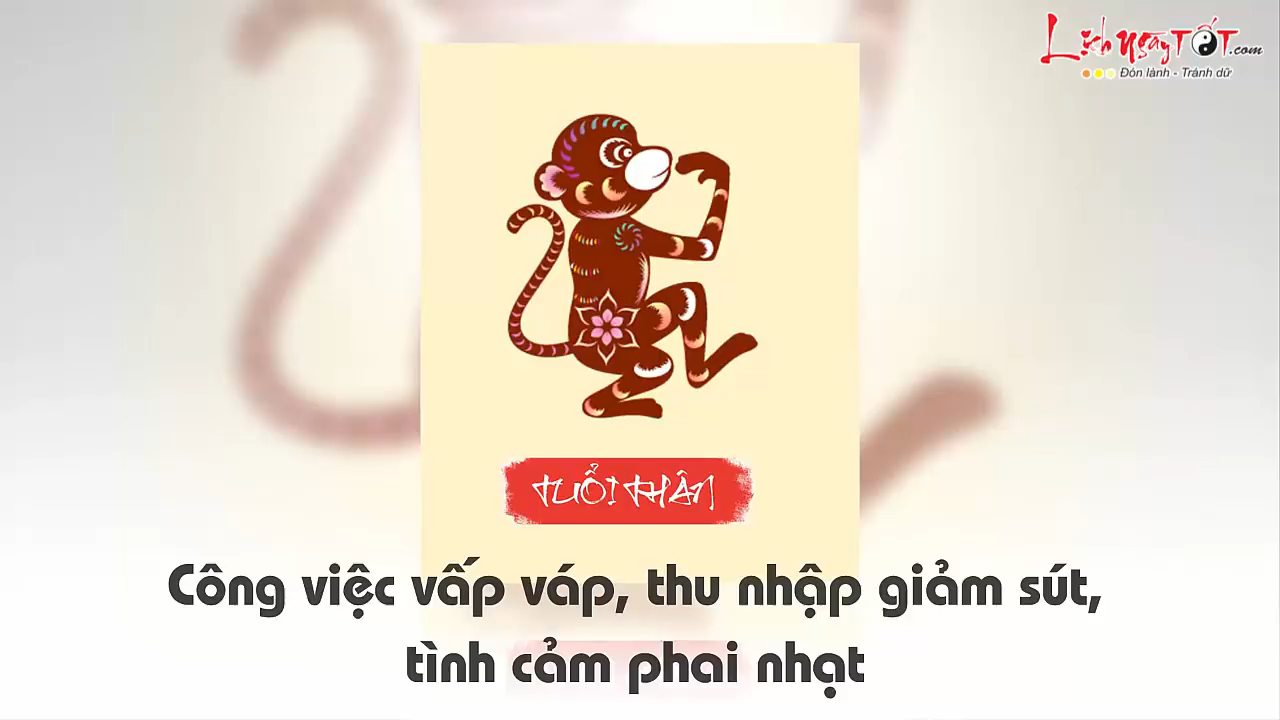 Lịch Ngày TỐT.com
Đón lành - Tránh dữ
TUỔI THÂN
Công việc vấp váp, thu nhập giảm sút,
tình cảm phai nhạt